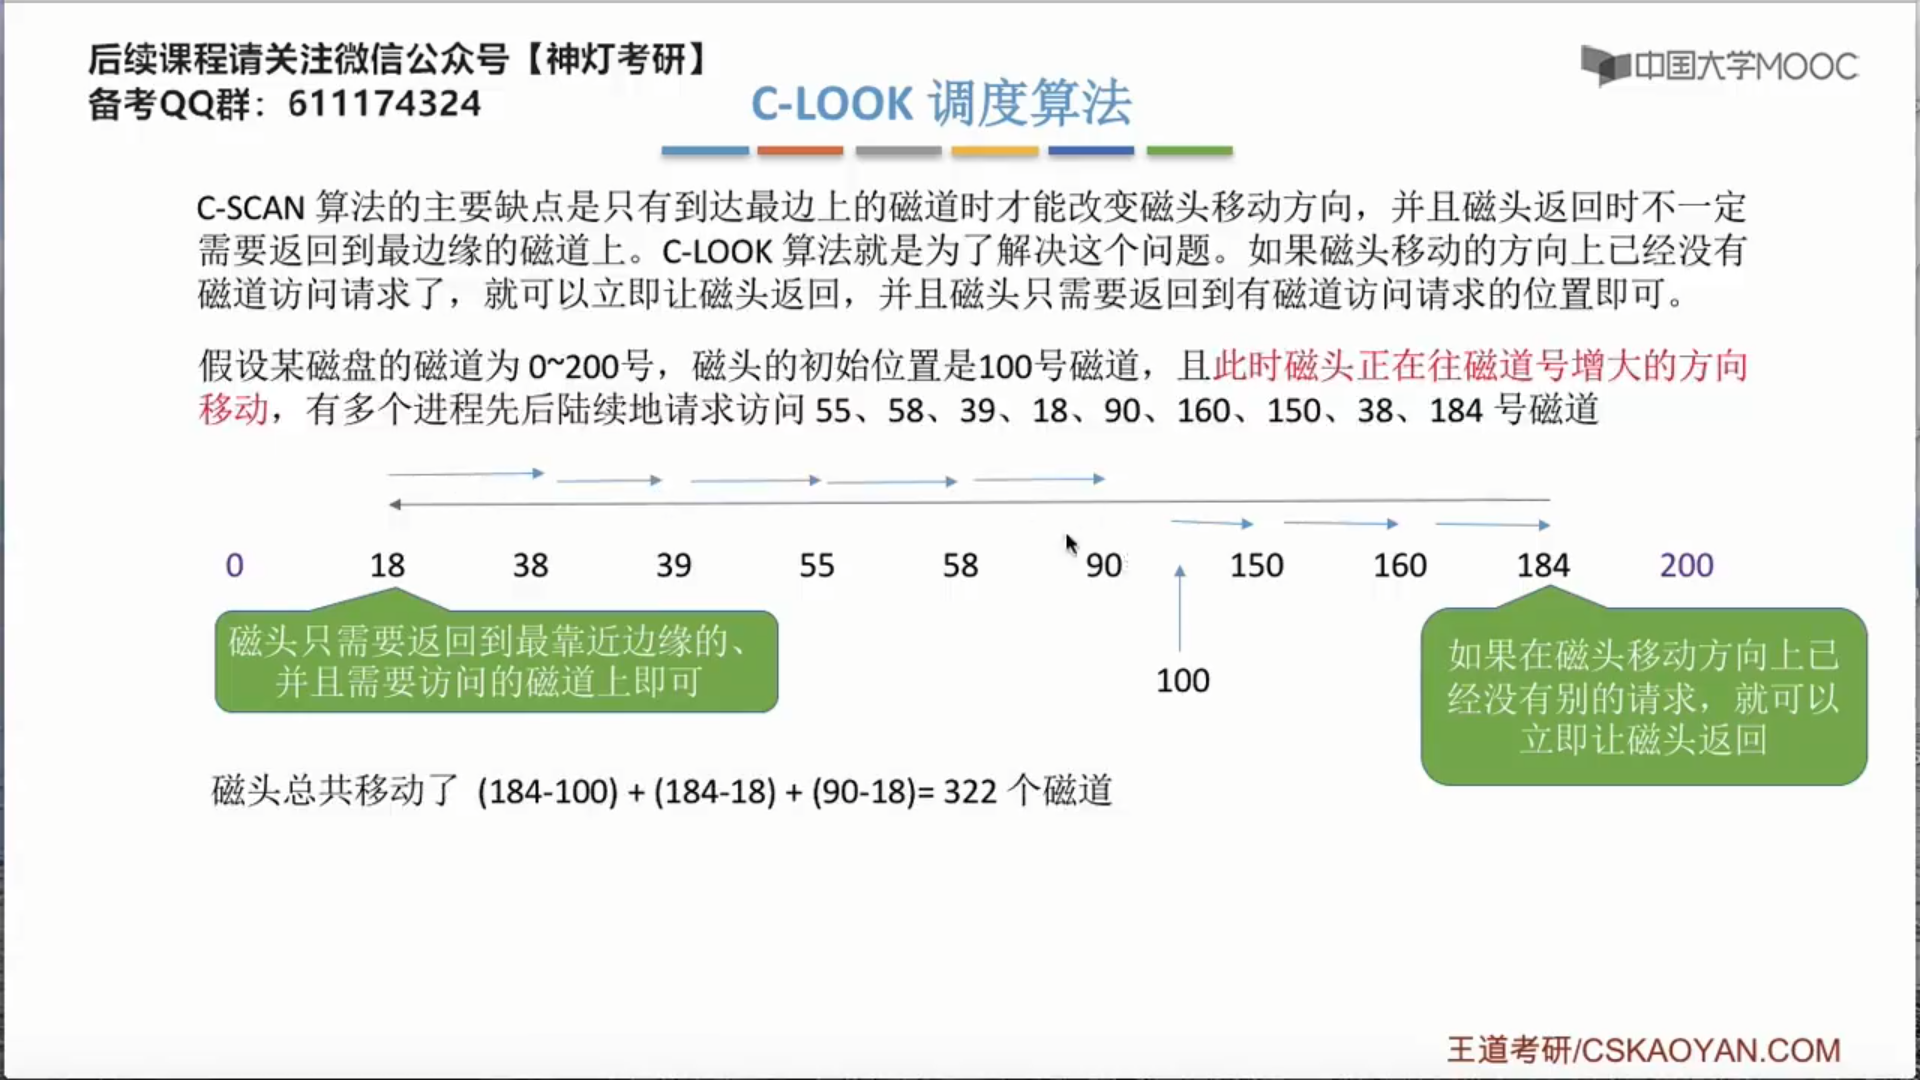 后续课程请关注微信公众号【神灯考研】
备考QQ群：611174324
中国大学MOOC
C-LOOK 调度算法
C-SCAN 算法的主要缺点是只有到达最边上的磁道时才能改变磁头移动方向，并且磁头返回时不一定
需要返回到最边缘的磁道上。C-LOOK 算法就是为了解决这个问题。如果磁头移动的方向上已经没有
磁道访问请求了，就可以立即让磁头返回，并且磁头只需要返回到有磁道访问请求的位置即可。
假设某磁盘的磁道为 0~200号，磁头的初始位置是100号磁道，且此时磁头正在往磁道号增大的方向
移动，有多个进程先后陆续地请求访问 55、58、39、18、90、160、150、38、184 号磁道
0 18 38 39 55 58 90 150 160 184 200
100
磁头只需要返回到最靠近边缘的、
并且需要访问的磁道上即可
如果在磁头移动方向上已
经没有别的请求，就可以
立即让磁头返回
磁头总共移动了 (184-100) + (184-18) + (90-18)= 322 个磁道
王道考研/CSKAOYAN.COM